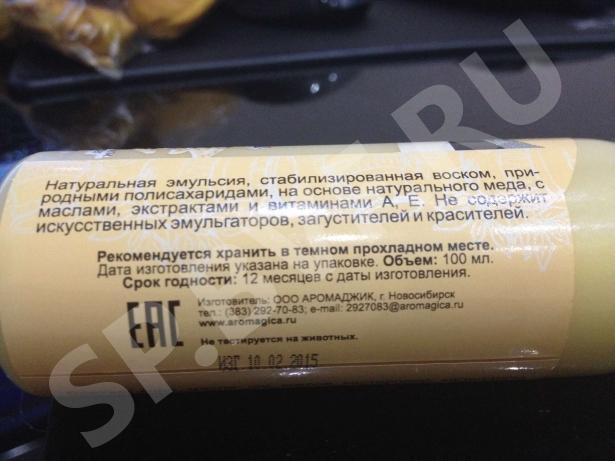 Натуральная эмульсия, стабилизированная воском, при-
родными полисахаридами, на основе натурального меда, с
маслами, экстрактами и витаминами А, Е. Не содержит
искусственных эмульгаторов, загустителей и красителей.
Рекомендуется хранить в темном прохладном месте.
Дата изготовления указана на упаковке. Объем: 100 мл.
Срок годности: 12 месяцев с даты изготовления.
EAC
Изготовитель: ООО АРОМАДЖИК, г. Новосибирск
тел.: (383) 292-70-83; e-mail: 2927083@aromagica.ru
www.aromagica.ru
Не тестируется на животных.
ИЗГ 10.02.2015